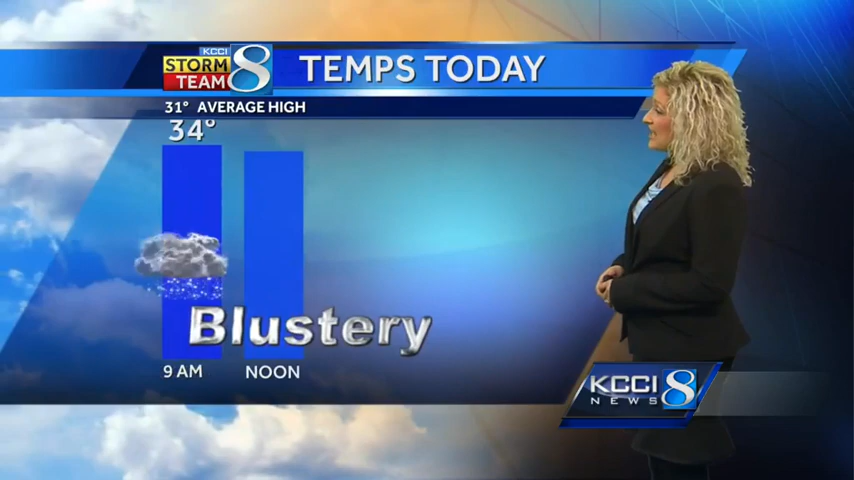 KCCI
STORM
TEAM 8
TEMPS TODAY
31° AVERAGE HIGH
34°
Blustery
9 AM NOON
KCCI 8
NEWS